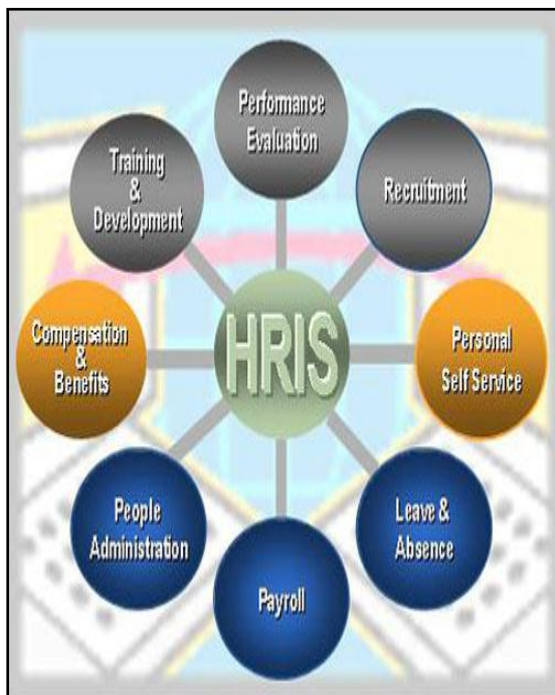 Performance
Evaluation
Training
&
Development
Recruitment
HRIS
Compensation
&
Benefits
Personal
Self Service
People
Administration
Leave &
Absence
Payroll